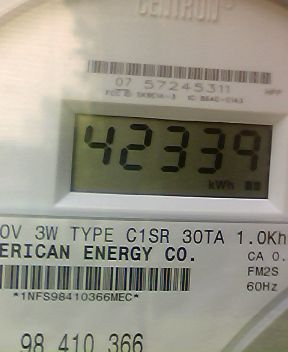 CENTRON
07 57245311
42339
kWh
0V 3W TYPE C1SR 30TA 1.0Kh
ERICAN ENERGY CO. CA 0.
FM2S
*1NFS98410366MEC* 60Hz
98 410 366